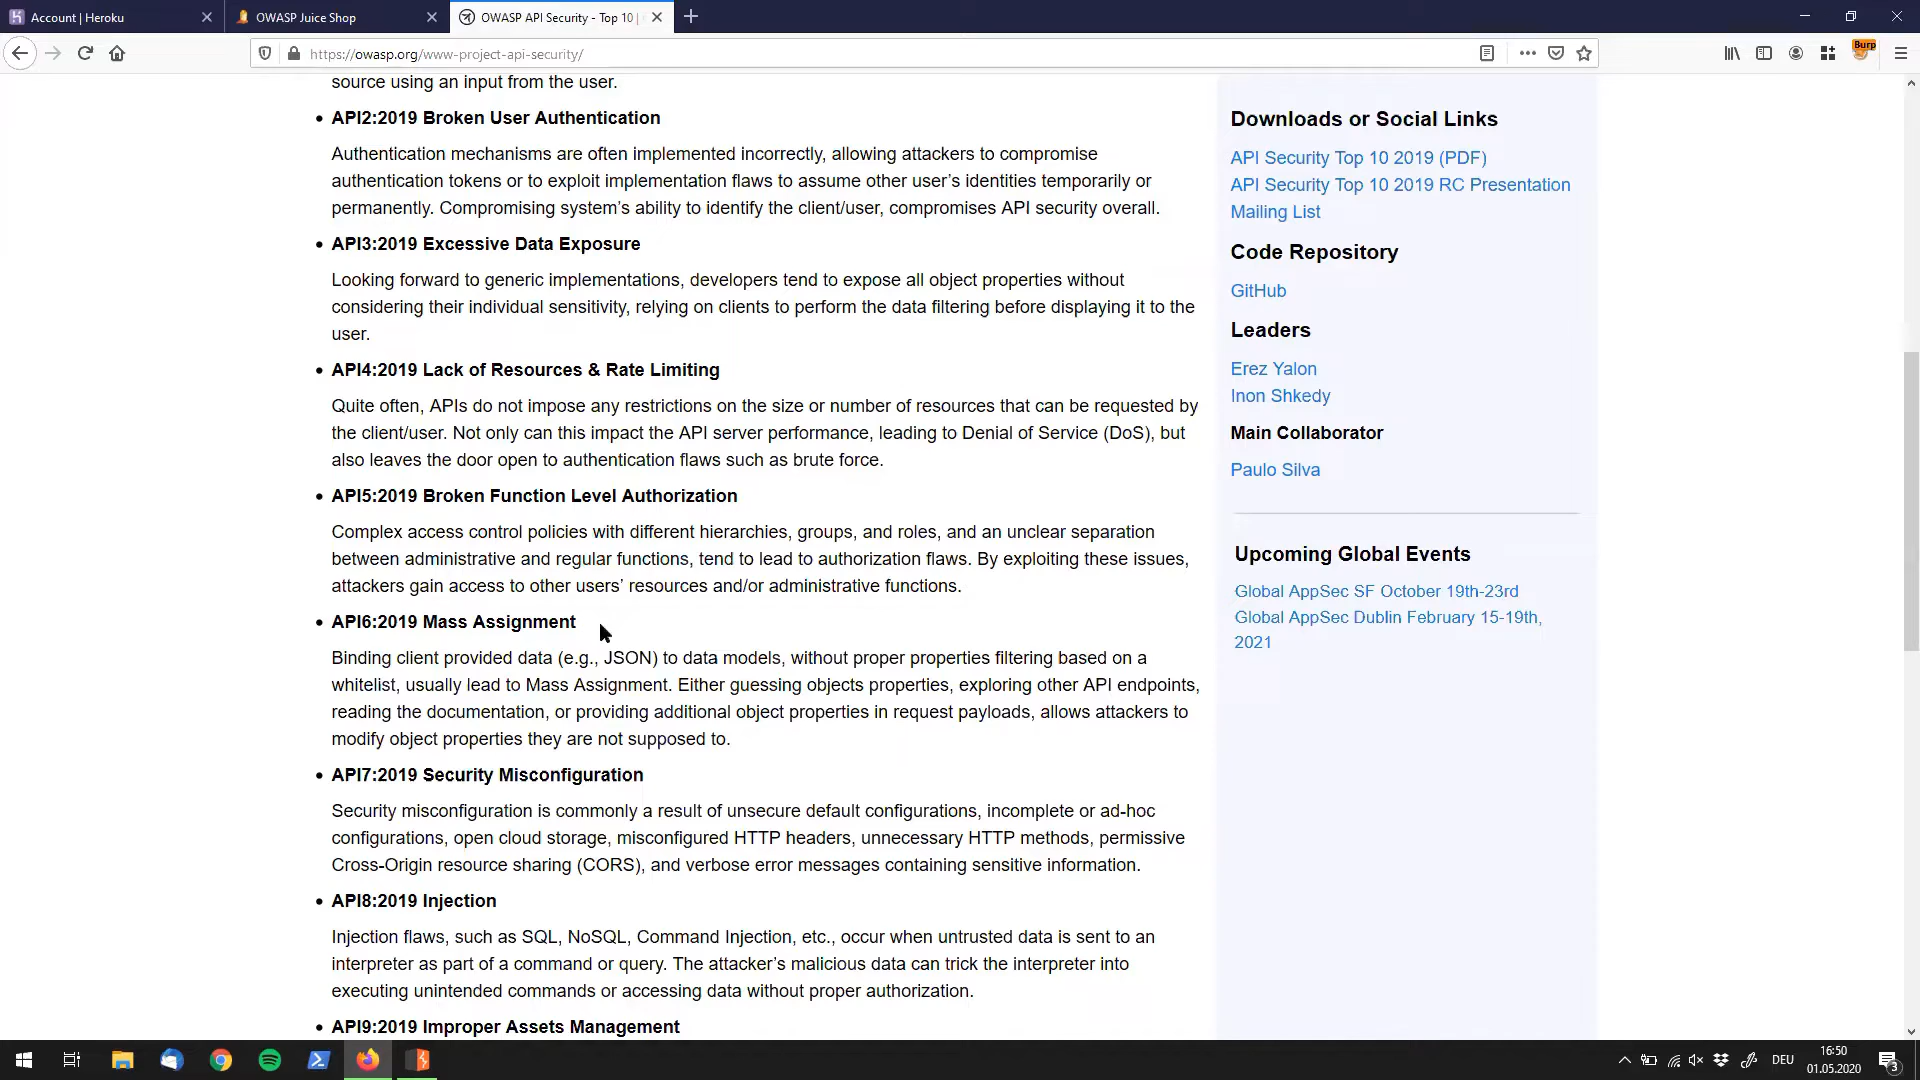 Account | Heroku
OWASP Juice Shop
OWASP API Security - Top 10 |
https://owasp.org/www-project-api-security/
Burp
source using an input from the user.
• API2:2019 Broken User Authentication
Authentication mechanisms are often implemented incorrectly, allowing attackers to compromise
authentication tokens or to exploit implementation flaws to assume other user’s identities temporarily or
permanently. Compromising system’s ability to identify the client/user, compromises API security overall.
• API3:2019 Excessive Data Exposure
Looking forward to generic implementations, developers tend to expose all object properties without
considering their individual sensitivity, relying on clients to perform the data filtering before displaying it to the
user.
• API4:2019 Lack of Resources & Rate Limiting
Quite often, APIs do not impose any restrictions on the size or number of resources that can be requested by
the client/user. Not only can this impact the API server performance, leading to Denial of Service (DoS), but
also leaves the door open to authentication flaws such as brute force.
• API5:2019 Broken Function Level Authorization
Complex access control policies with different hierarchies, groups, and roles, and an unclear separation
between administrative and regular functions, tend to lead to authorization flaws. By exploiting these issues,
attackers gain access to other users’ resources and/or administrative functions.
• API6:2019 Mass Assignment
Binding client provided data (e.g., JSON) to data models, without proper properties filtering based on a
whitelist, usually lead to Mass Assignment. Either guessing objects properties, exploring other API endpoints,
reading the documentation, or providing additional object properties in request payloads, allows attackers to
modify object properties they are not supposed to.
• API7:2019 Security Misconfiguration
Security misconfiguration is commonly a result of unsecure default configurations, incomplete or ad-hoc
configurations, open cloud storage, misconfigured HTTP headers, unnecessary HTTP methods, permissive
Cross-Origin resource sharing (CORS), and verbose error messages containing sensitive information.
• API8:2019 Injection
Injection flaws, such as SQL, NoSQL, Command Injection, etc., occur when untrusted data is sent to an
interpreter as part of a command or query. The attacker’s malicious data can trick the interpreter into
executing unintended commands or accessing data without proper authorization.
• API9:2019 Improper Assets Management
Downloads or Social Links
API Security Top 10 2019 (PDF)
API Security Top 10 2019 RC Presentation
Mailing List
Code Repository
GitHub
Leaders
Erez Yalon
Inon Shkedy
Main Collaborator
Paulo Silva
Upcoming Global Events
Global AppSec SF October 19th-23rd
Global AppSec Dublin February 15-19th,
2021
DEU
16:50
01.05.2020
3